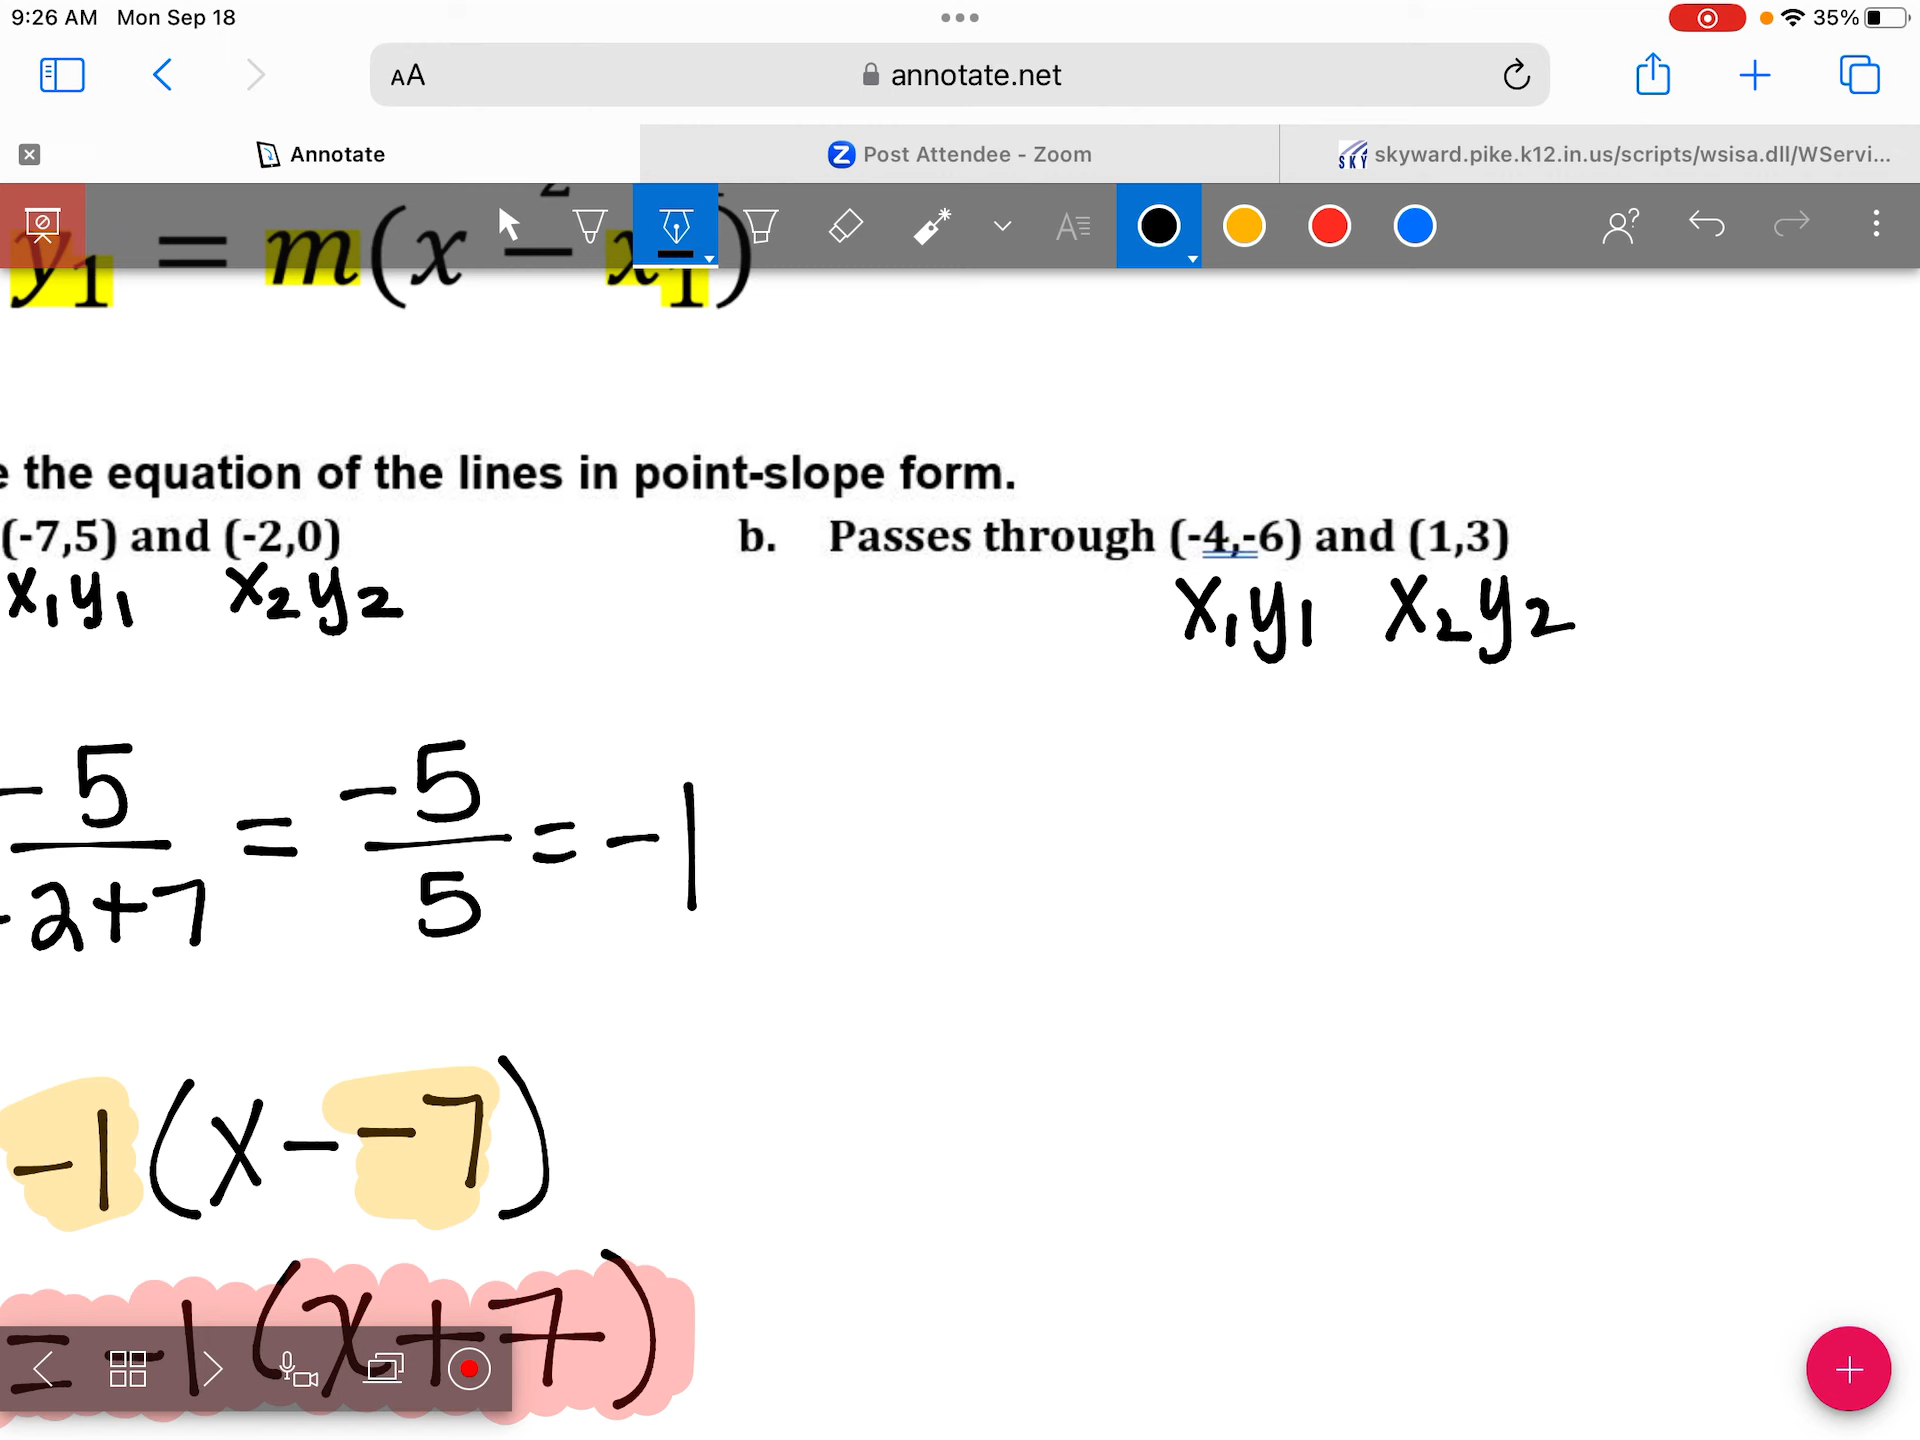 9:26 AM Mon Sep 18
35%
AA annotate.net
Annotate
Post Attendee - Zoom
SKY skyward.pike.k12.in.us/scripts/wsisa.dll/WServi...
y₁ = m(x − x₁)
the equation of the lines in point-slope form.
(-7,5) and (-2,0)
x₁y₁ x₂y₂
b. Passes through (-4,-6) and (1,3)
x₁y₁ x₂y₂
-5/-2+7 = -5/5 = -1
-1(x--7)
= -1(x+7)